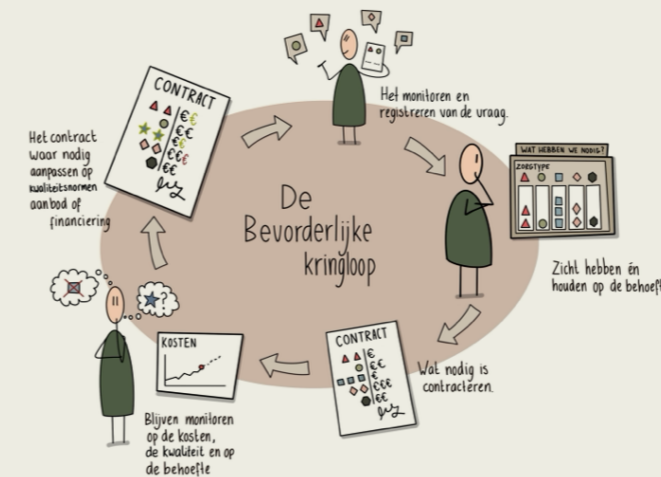 De
Bevorderlijke
kringloop
Het monitoren en
registreren van de vraag.
WAT HEBBEN WE NODIG?
ZORGTYPE
Zicht hebben én
houden op de behoefte
Wat nodig is
contracteren.
CONTRACT
€
€€
€
€€€
€€
KOSTEN
Blijven monitoren
op de kosten,
de kwaliteit en op
de behoefte
?
Het contract
waar nodig
aanpassen op
kwaliteitsnormen
aanbod of
financiering
CONTRACT
€€
€€
€€
€€€
€€